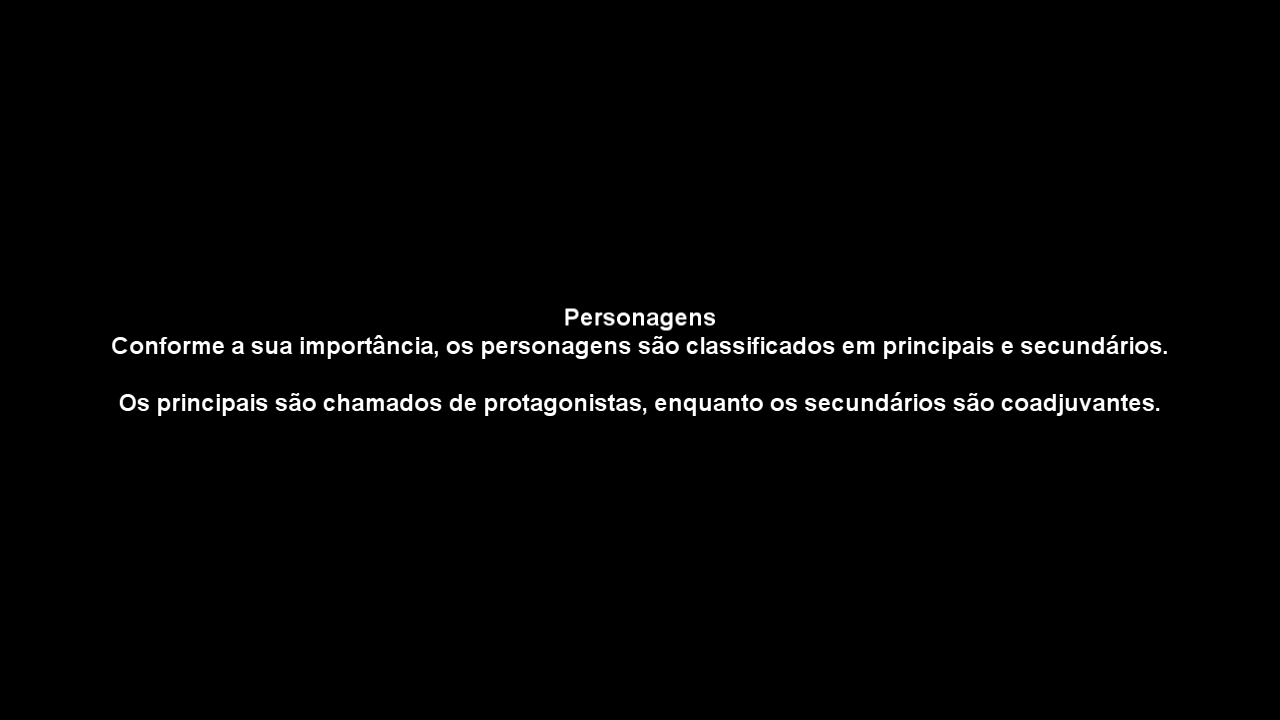 Personagens
Conforme a sua importância, os personagens são classificados em principais e secundários.
Os principais são chamados de protagonistas, enquanto os secundários são coadjuvantes.